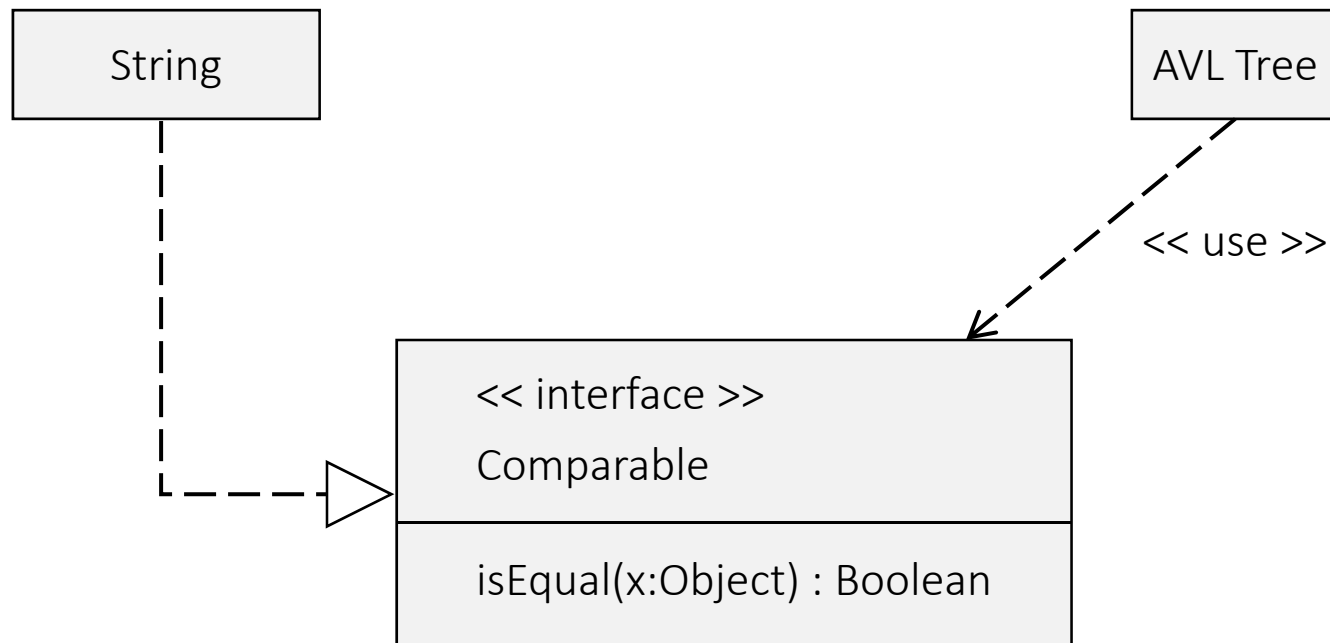 String
AVL Tree
<< use >>
<< interface >>
Comparable
isEqual(x:Object) : Boolean